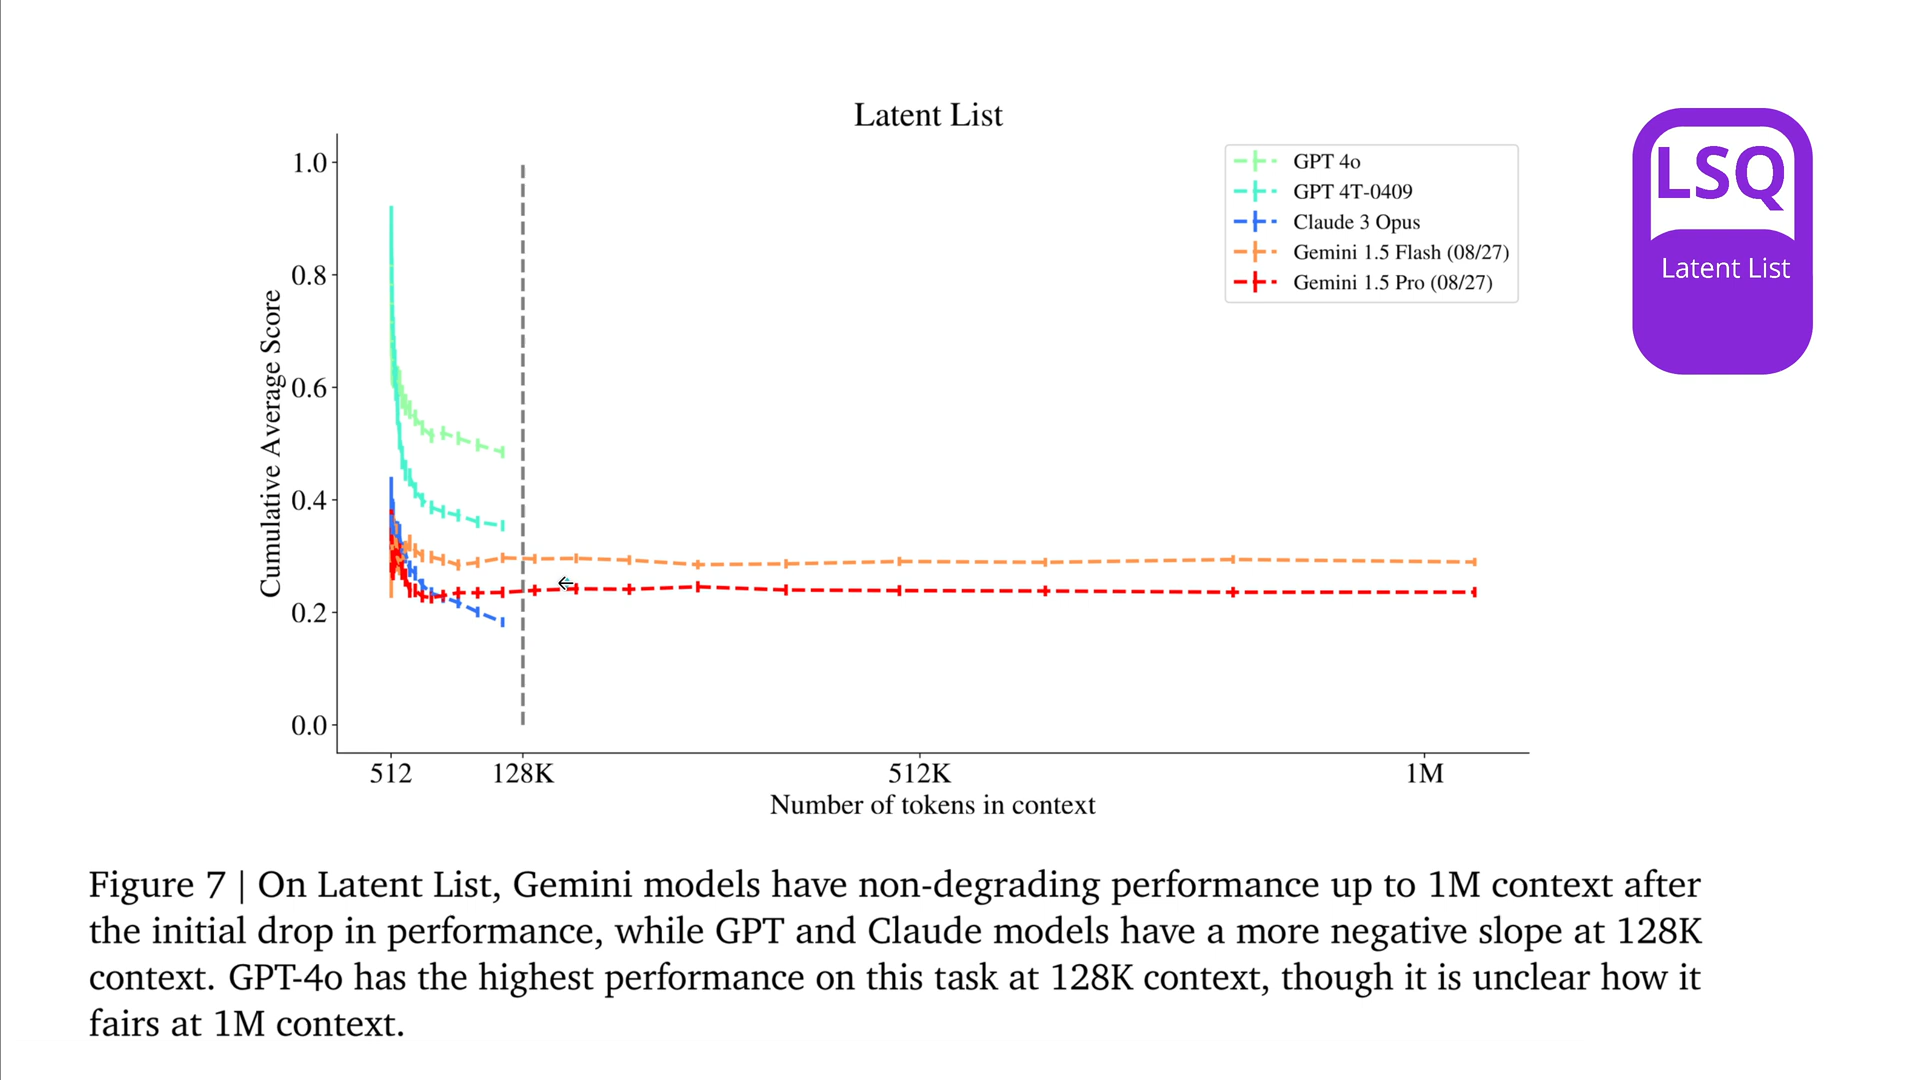 Latent List
1.0
0.8
0.6
0.4
0.2
0.0
Cumulative Average Score
512
128K
512K
1M
Number of tokens in context
GPT 4o
GPT 4T-0409
Claude 3 Opus
Gemini 1.5 Flash (08/27)
Gemini 1.5 Pro (08/27)
LSQ
Latent List
Figure 7 | On Latent List, Gemini models have non-degrading performance up to 1M context after
the initial drop in performance, while GPT and Claude models have a more negative slope at 128K
context. GPT-4o has the highest performance on this task at 128K context, though it is unclear how it
fairs at 1M context.